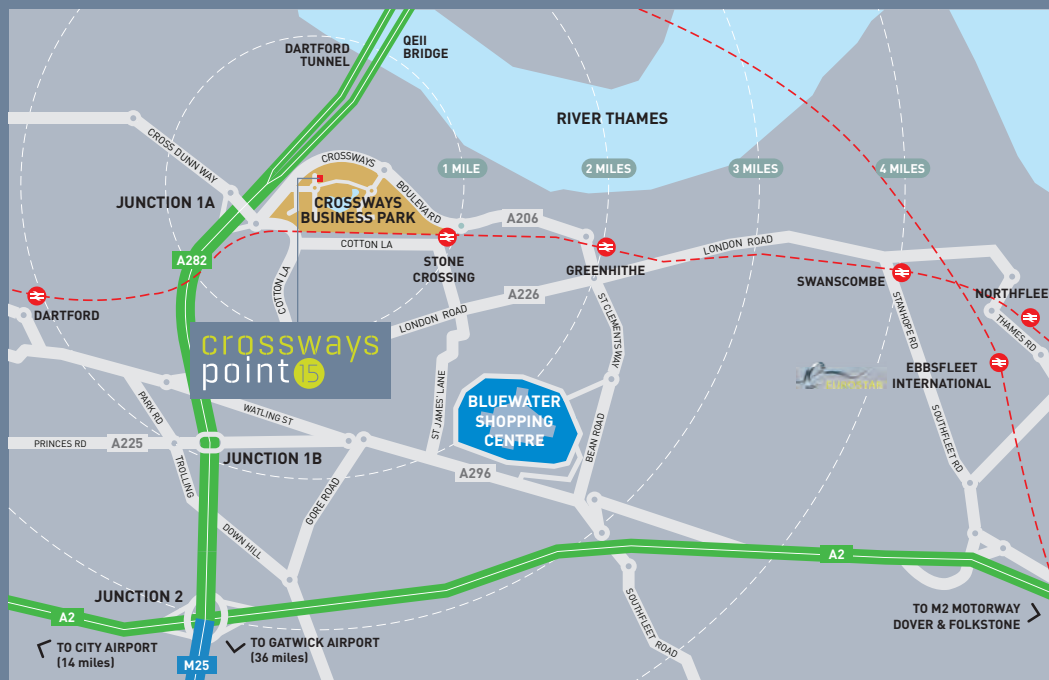 DARTFORD
TUNNEL
QEII
BRIDGE
RIVER THAMES
CROSS DUNN WAY
CROSSWAYS
BOULEVARD
1 MILE
2 MILES
3 MILES
4 MILES
JUNCTION 1A
CROSSWAYS
BUSINESS PARK
A206
COTTON LA
LONDON ROAD
A282
COTTON LA
STONE
CROSSING
GREENHITHE
SWANSCOMBE
NORTHFLEE
DARTFORD
A226
LONDON ROAD
ST CLEMENTS WAY
STANHOPE RD
THAMES RD
crossways
point 15
EBBSFLEET
INTERNATIONAL
PARK RD
WATLING ST
ST JAMES' LANE
BLUEWATER
SHOPPING
CENTRE
BEAN ROAD
SOUTHFLEET RD
PRINCES RD
A225
JUNCTION 1B
TROLLING
DOWN HILL
GORE ROAD
A296
A2
JUNCTION 2
A2
SOUTHFLEET ROAD
TO M2 MOTORWAY
DOVER & FOLKSTONE
TO CITY AIRPORT
(14 miles)
TO GATWICK AIRPORT
(36 miles)
M25